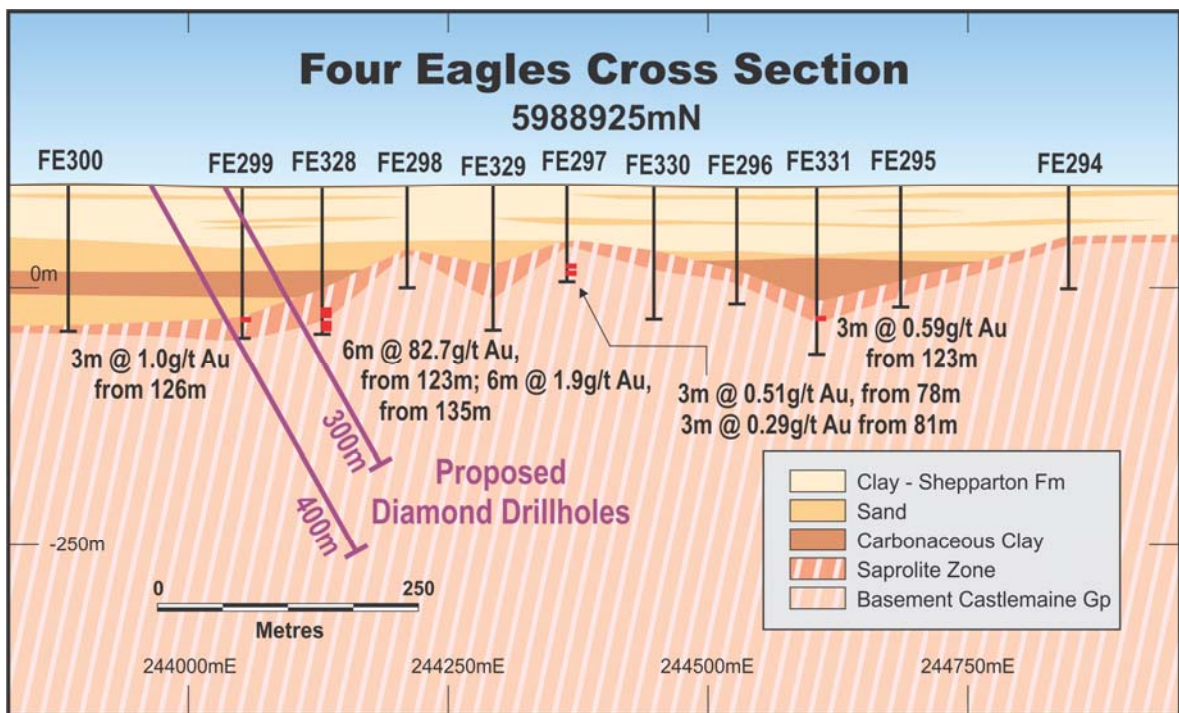 Four Eagles Cross Section
5988925mN
FE300
FE299
FE328
FE298
FE329
FE297
FE330
FE296
FE331
FE295
FE294
0m
3m @ 1.0g/t Au
from 126m
6m @ 82.7g/t Au,
from 123m; 6m @ 1.9g/t Au,
from 135m
3m @ 0.51g/t Au, from 78m
3m @ 0.29g/t Au from 81m
3m @ 0.59g/t Au
from 123m
300m
400m
Proposed
Diamond Drillholes
-250m
Clay - Shepparton Fm
Sand
Carbonaceous Clay
Saprolite Zone
Basement Castlemaine Gp
0
250
Metres
244000mE
244250mE
244500mE
244750mE